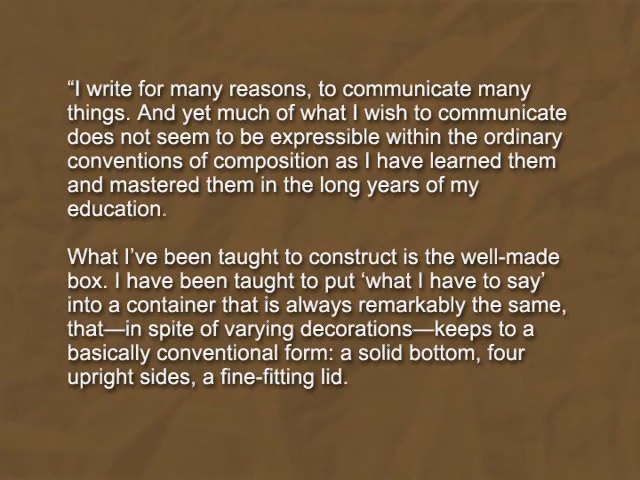 “I write for many reasons, to communicate many
things. And yet much of what I wish to communicate
does not seem to be expressible within the ordinary
conventions of composition as I have learned them
and mastered them in the long years of my
education.
What I’ve been taught to construct is the well-made
box. I have been taught to put ‘what I have to say’
into a container that is always remarkably the same,
that—in spite of varying decorations—keeps to a
basically conventional form: a solid bottom, four
upright sides, a fine-fitting lid.